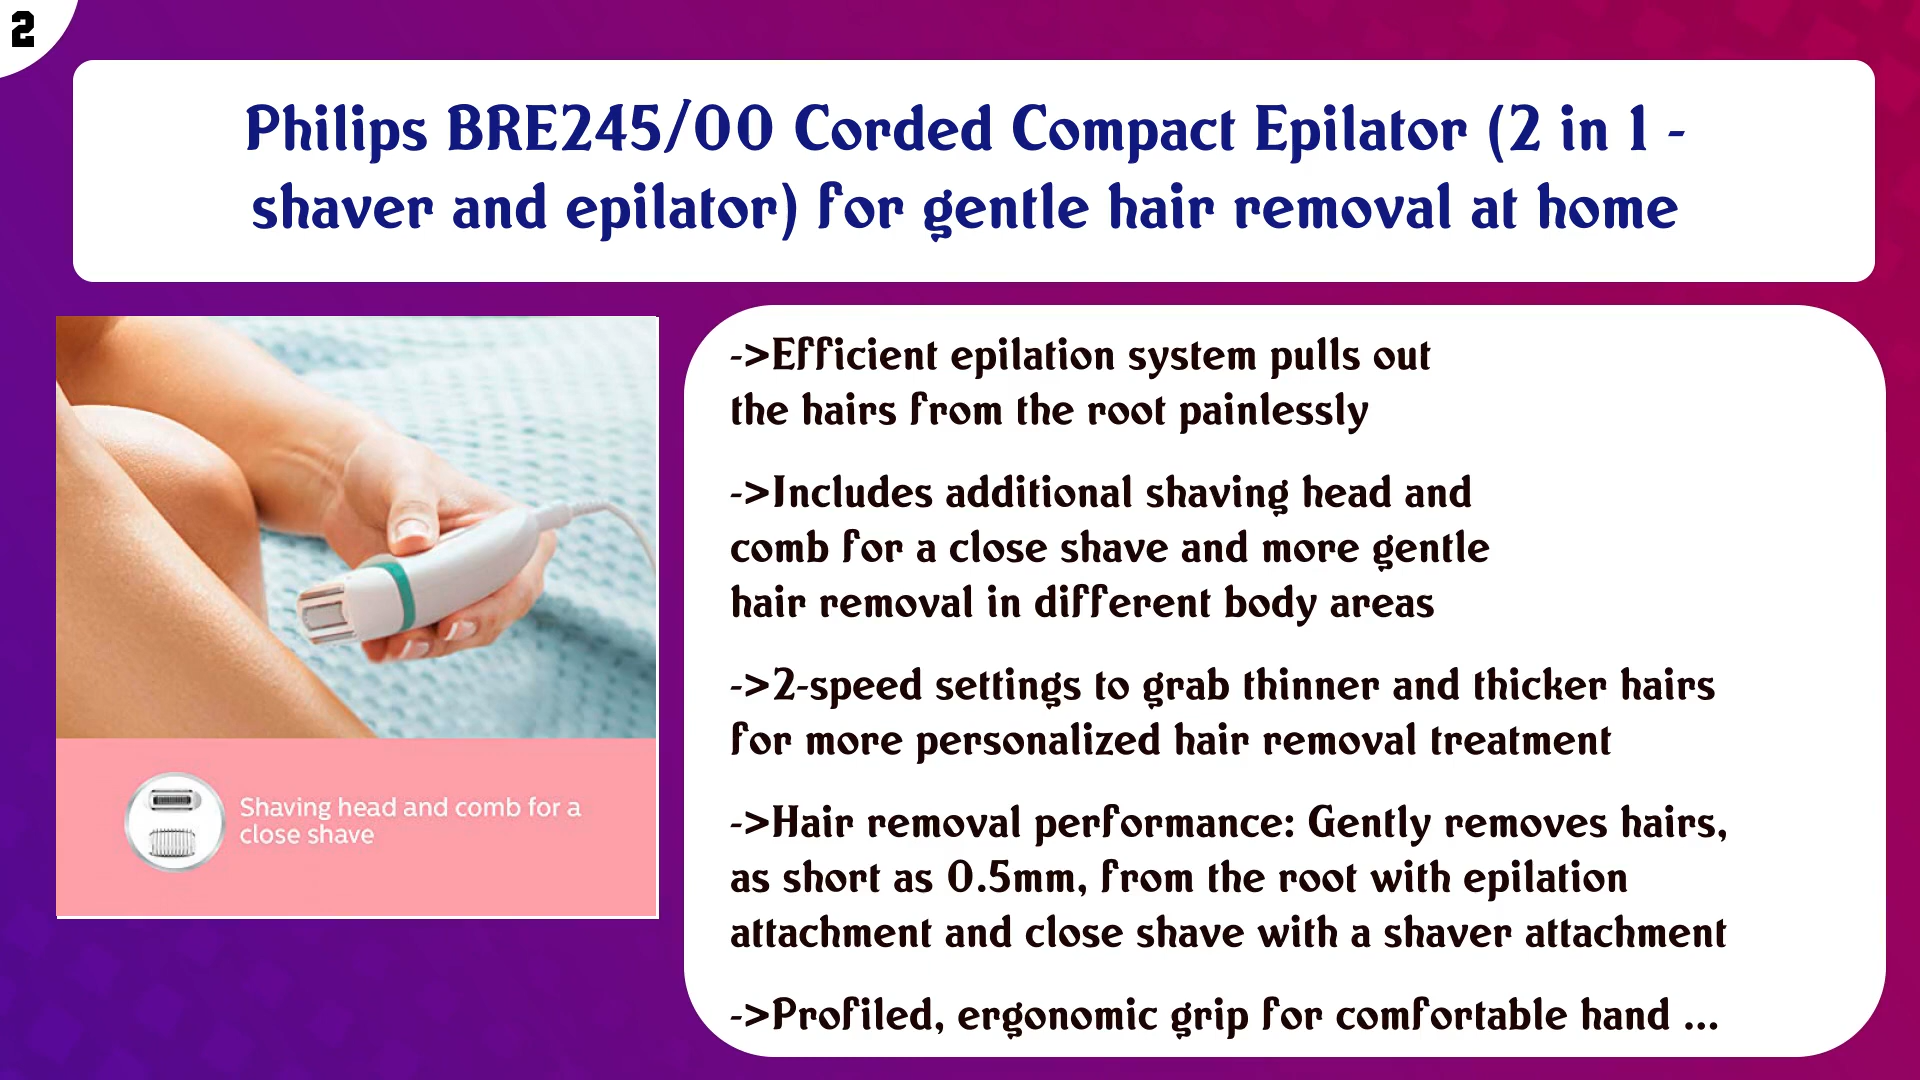 2
Philips BRE245/00 Corded Compact Epilator (2 in 1 -
shaver and epilator) for gentle hair removal at home
->Efficient epilation system pulls out
the hairs from the root painlessly
->Includes additional shaving head and
comb for a close shave and more gentle
hair removal in different body areas
->2-speed settings to grab thinner and thicker hairs
for more personalized hair removal treatment
->Hair removal performance: Gently removes hairs,
as short as 0.5mm, from the root with epilation
attachment and close shave with a shaver attachment
->Profiled, ergonomic grip for comfortable hand ...
Shaving head and comb for a
close shave